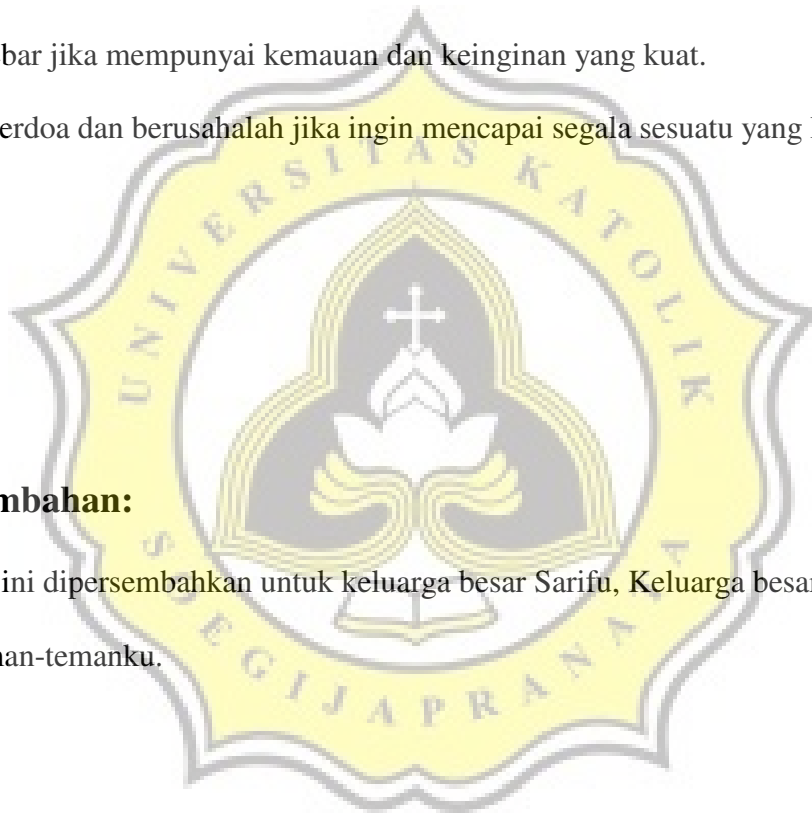 bar jika mempunyai kemauan dan keinginan yang kuat.
erdoa dan berusahalah jika ingin mencapai segala sesuatu yang
UNIVERSITAS KATOLIK
mbahan:
ini dipersembahkan untuk keluarga besar Sarifu, Keluarga besar
SOEGIJAPRANATA
an-temanku.